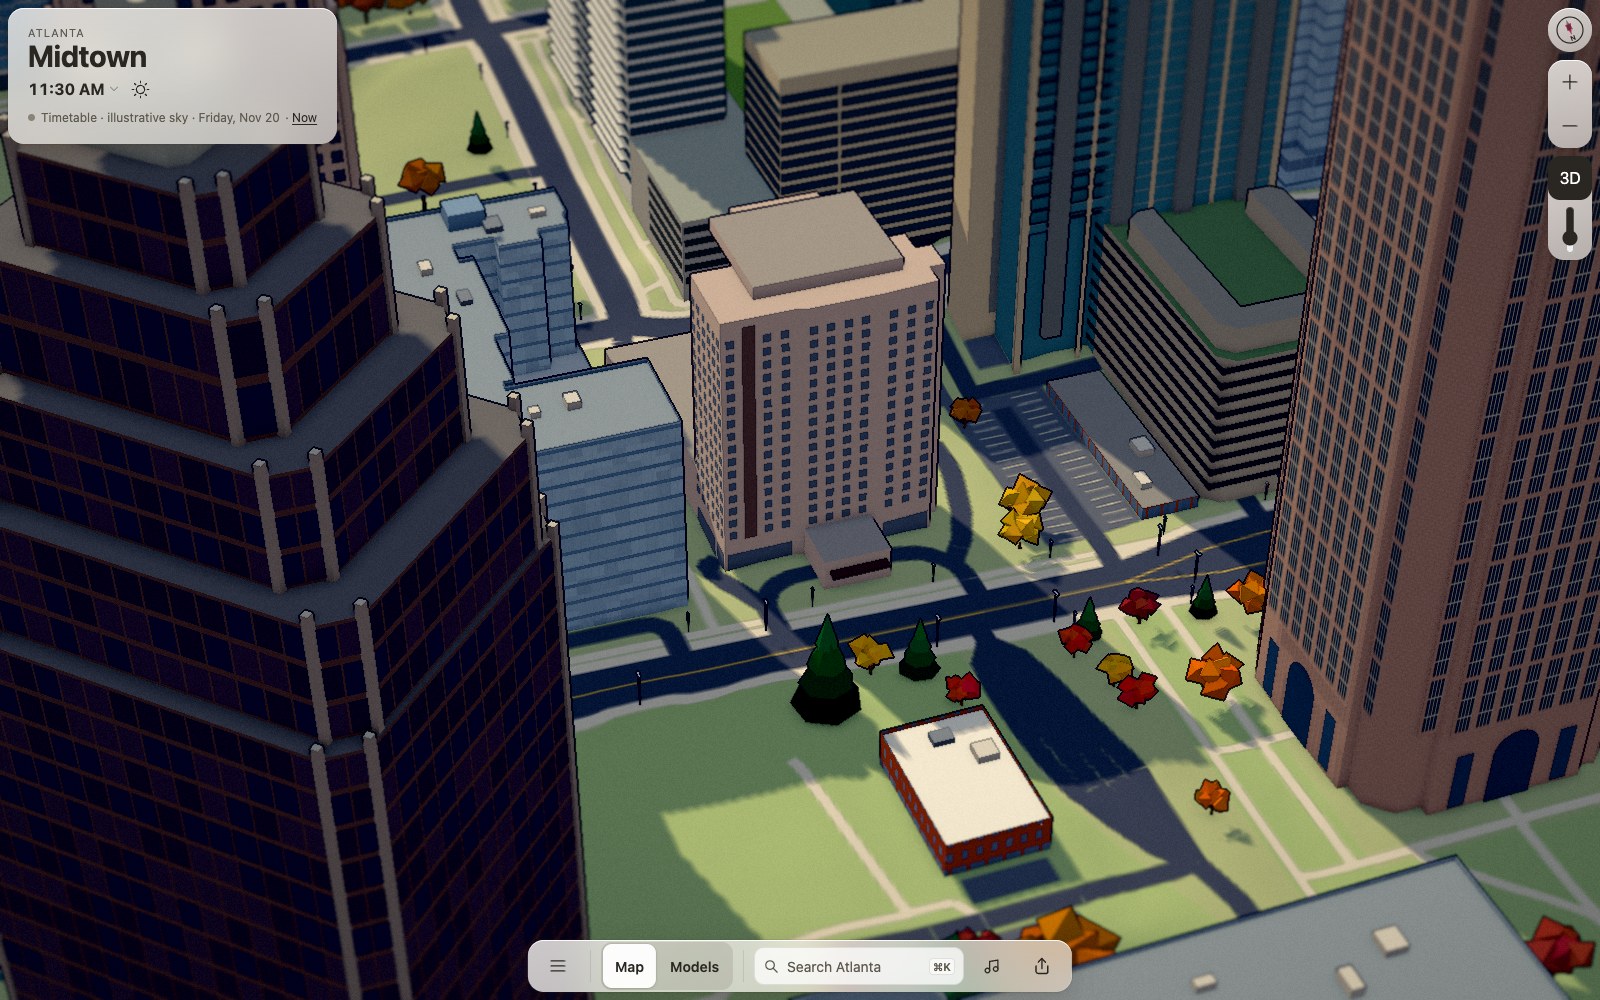 ATLANTA
Midtown
11:30 AM
Timetable · illustrative sky · Friday, Nov 20 · Now
N
3D
Map
Models
Search Atlanta
⌘K